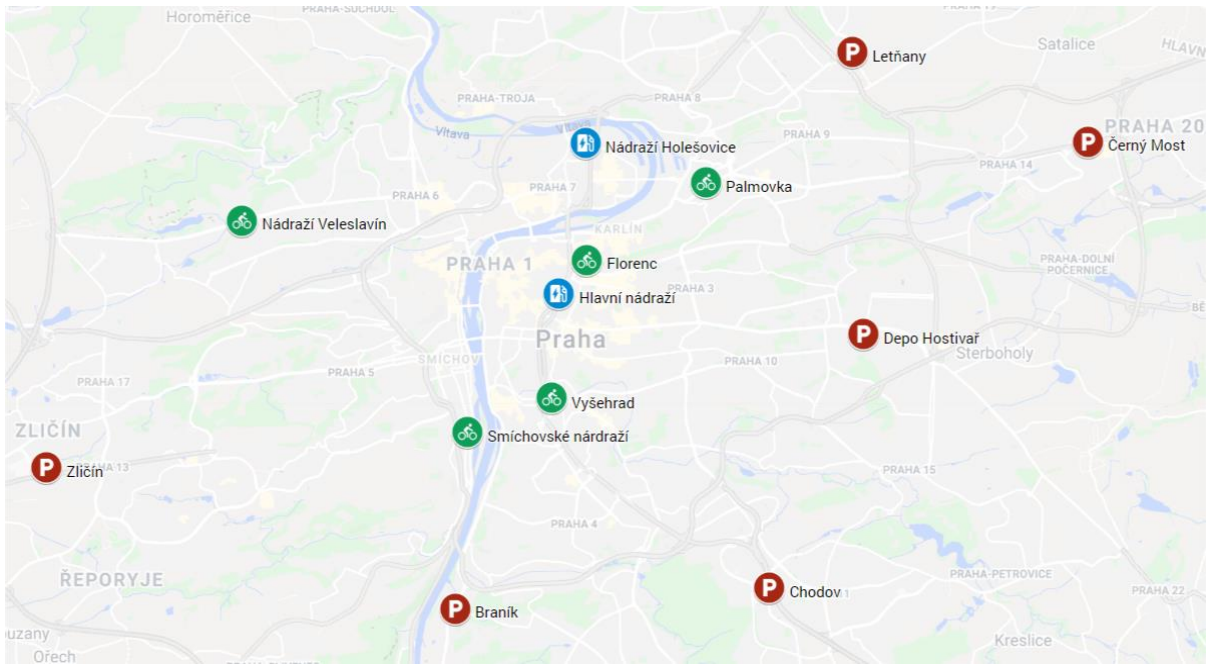 PRAHA-SUCHDOL
Horoměřice
P Letňany
Satalice
HLAVN
PRAHA-TROJA
PRAHA 8
Vltava
Vltava
Nádraží Holešovice
PRAHA 9
PRAHA 20
P Černý Most
PRAHA 14
PRAHA 6
PRAHA 7
Palmovka
Nádraží Veleslavín
KARLÍN
PRAHA 1
Florenc
PRAHA-DOLNÍ
POČERNICE
Hlavní nádraží
PRAHA 3
BĚ
Praha
P Depo Hostivař
Sterboholy
SMÍCHOV
PRAHA 5
PRAHA 10
PRAHA 17
Vyšehrad
ZLIČÍN
Smíchovské nárdraží
P Zličín
PRAHA 13
PRAHA 15
PRAHA 4
ŘEPORYJE
PRAHA-PETROVICE
P Chodov
PRAHA 22
P Braník
uzany
Kreslice
Ořech